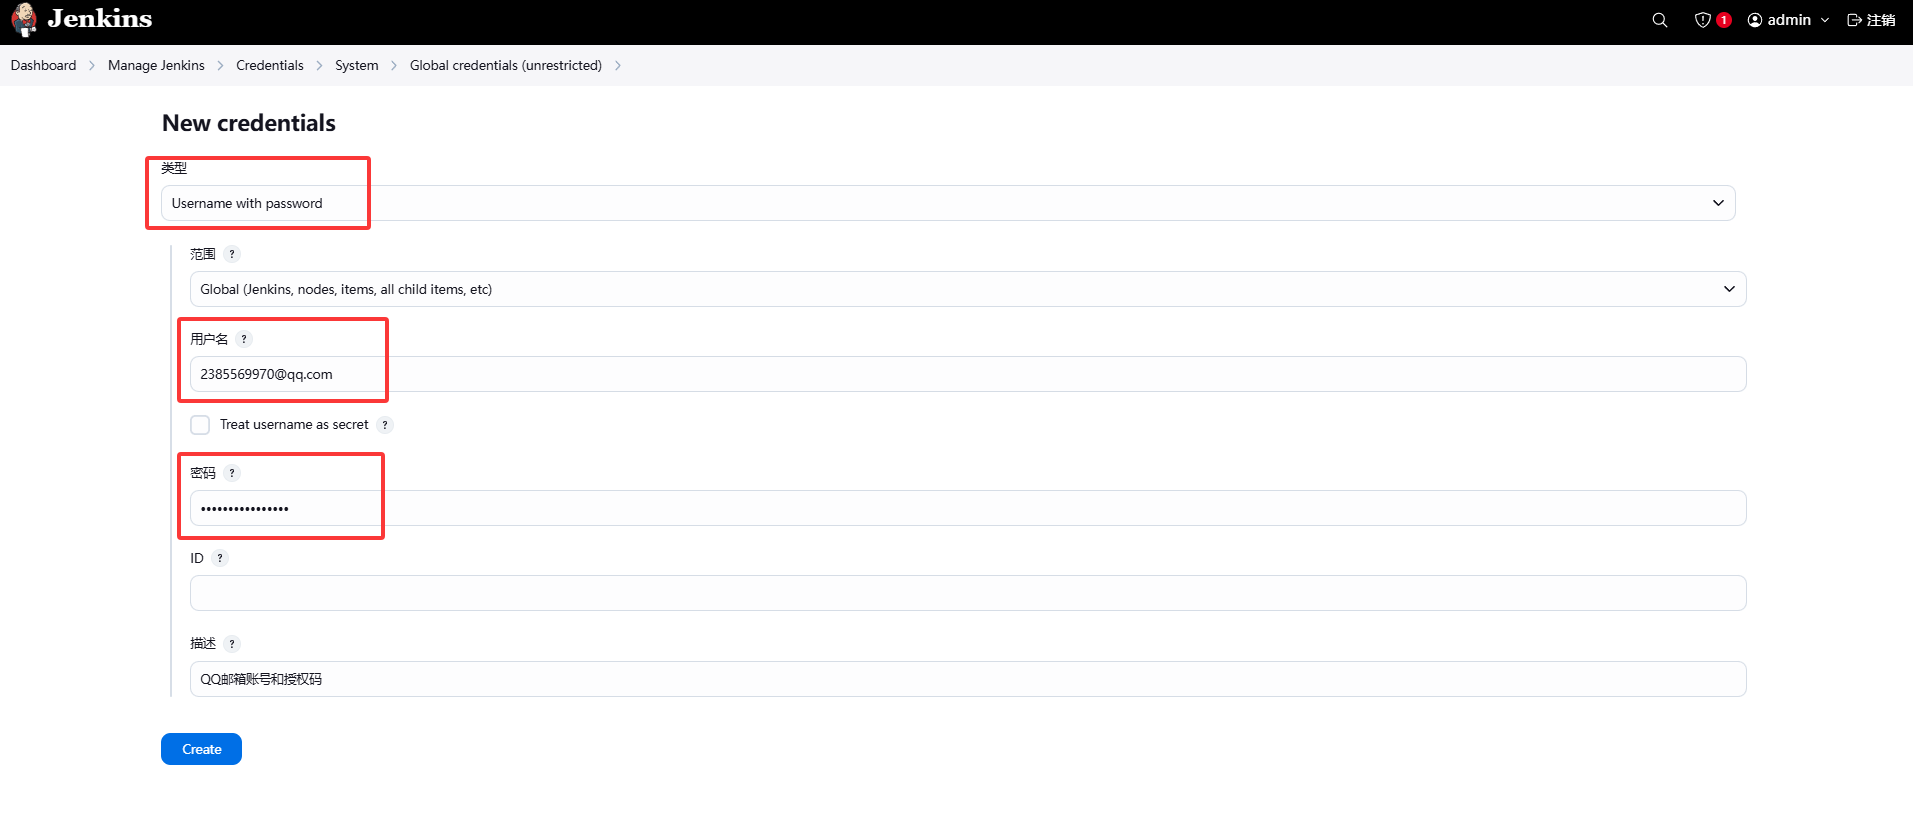 Jenkins
1
admin
注销
Dashboard
Manage Jenkins
Credentials
System
Global credentials (unrestricted)
New credentials
类型
Username with password
范围 ?
Global (Jenkins, nodes, items, all child items, etc)
用户名 ?
2385569970@qq.com
Treat username as secret ?
密码 ?
••••••••••••••••
ID ?
描述 ?
QQ邮箱账号和授权码
Create